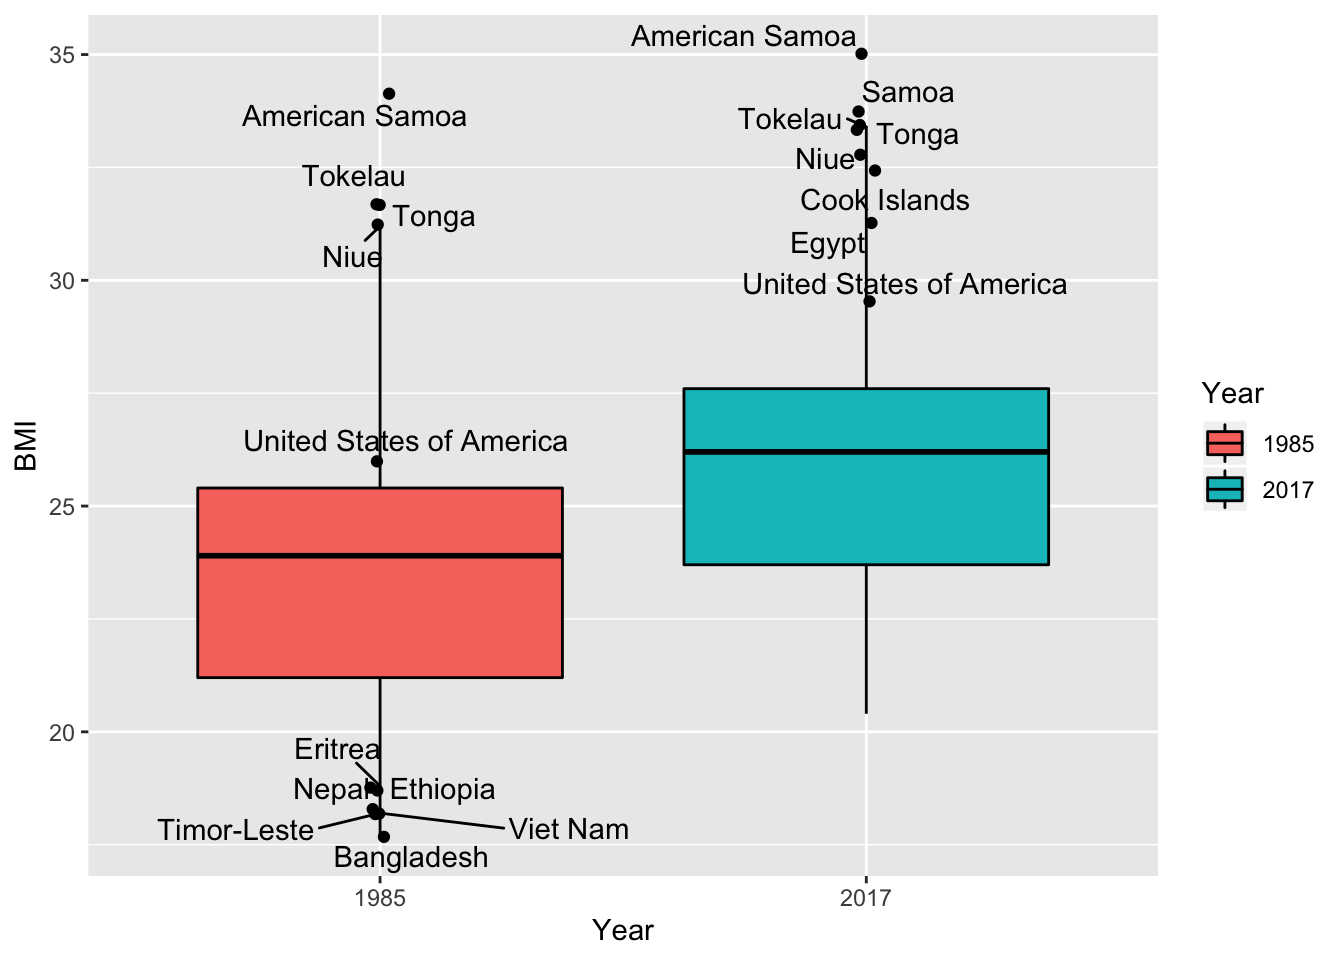 American Samoa
35
Samoa
American Samoa
Tokelau
Tonga
Niue
Tokelau
Cook Islands
Tonga
Egypt
Niue
30
United States of America
Year
BMI
United States of America
1985
2017
25
20
Eritrea
Nepal
Ethiopia
Timor-Leste
Viet Nam
Bangladesh
1985
2017
Year